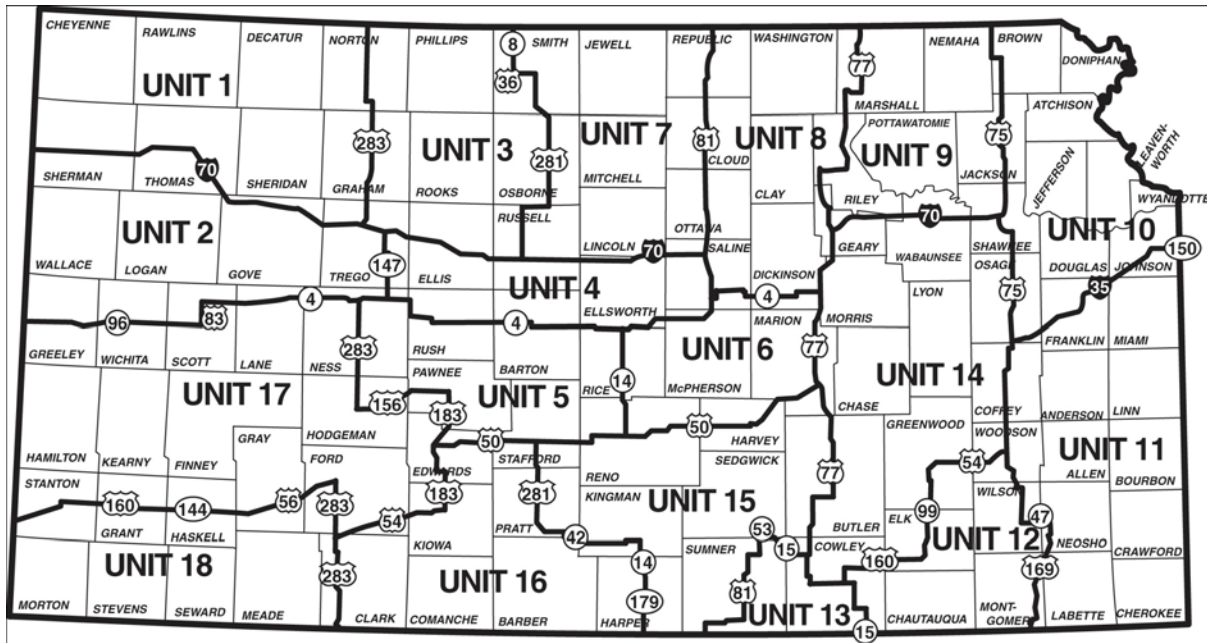 CHEYENNE
RAWLINS
DECATUR
NORTON
PHILLIPS
8
SMITH
JEWELL
REPUBLIC
WASHINGTON
NEMAHA
BROWN
DONIPHAN
UNIT 1
36
77
MARSHALL
ATCHISON
283
UNIT 3
281
UNIT 7
81
UNIT 8
POTTAWATOMIE
UNIT 9
75
LEAVEN-
WORTH
SHERMAN
THOMAS
70
SHERIDAN
GRAHAM
ROOKS
OSBORNE
MITCHELL
CLOUD
CLAY
RILEY
JACKSON
JEFFERSON
WYANDOTTE
UNIT 2
RUSSELL
LINCOLN
70
OTTAWA
SALINE
GEARY
70
SHAWNEE
UNIT 10
150
WALLACE
LOGAN
GOVE
TREGO
147
ELLIS
UNIT 4
ELLSWORTH
DICKINSON
4
WABAUNSEE
OSAGE
75
DOUGLAS
JOHNSON
35
96
83
4
4
LYON
MARION
MORRIS
GREELEY
WICHITA
SCOTT
LANE
NESS
283
RUSH
PAWNEE
BARTON
RICE
14
UNIT 6
McPHERSON
77
FRANKLIN
MIAMI
UNIT 17
156
183
UNIT 5
50
50
HARVEY
CHASE
UNIT 14
COFFEY
ANDERSON
LINN
HAMILTON
KEARNY
FINNEY
GRAY
HODGEMAN
FORD
EDWARDS
STAFFORD
RENO
SEDGWICK
GREENWOOD
WOODSON
54
ALLEN
UNIT 11
BOURBON
STANTON
160
GRANT
144
HASKELL
56
283
54
183
281
PRATT
KINGMAN
UNIT 15
77
BUTLER
ELK
99
WILSON
UNIT 12
47
NEOSHO
KIOWA
42
53
15
SUMNER
COWLEY
160
CRAWFORD
UNIT 18
283
UNIT 16
14
179
81
UNIT 13
169
MORTON
STEVENS
SEWARD
MEADE
CLARK
COMANCHE
BARBER
HARPER
15
CHAUTAUQUA
MONT-
GOMERY
LABETTE
CHEROKEE